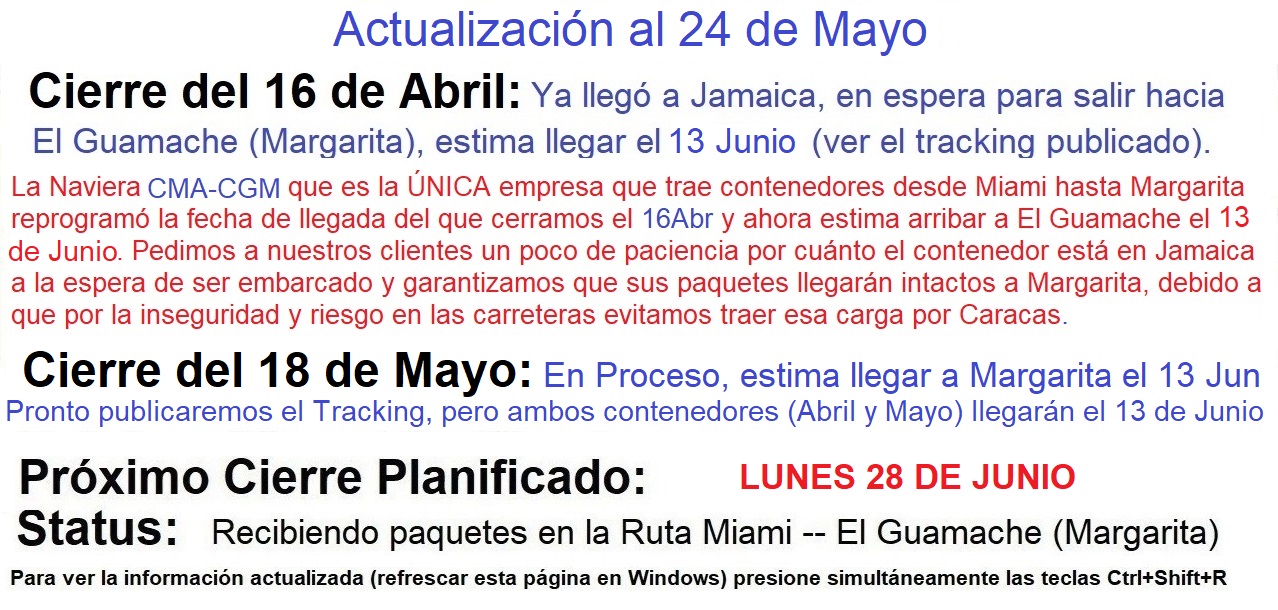 Actualización al 24 de Mayo
Cierre del 16 de Abril: Ya llegó a Jamaica, en espera para salir hacia
El Guamache (Margarita), estima llegar el 13 Junio (ver el tracking publicado).
La Naviera CMA-CGM que es la ÚNICA empresa que trae contenedores desde Miami hasta Margarita
reprogramó la fecha de llegada del que cerramos el 16Abr y ahora estima arribar a El Guamache el 13
de Junio. Pedimos a nuestros clientes un poco de paciencia por cuánto el contenedor está en Jamaica
a la espera de ser embarcado y garantizamos que sus paquetes llegarán intactos a Margarita, debido a
que por la inseguridad y riesgo en las carreteras evitamos traer esa carga por Caracas.
Cierre del 18 de Mayo: En Proceso, estima llegar a Margarita el 13 Jun
Pronto publicaremos el Tracking, pero ambos contenedores (Abril y Mayo) llegarán el 13 de Junio
Próximo Cierre Planificado: LUNES 28 DE JUNIO
Status: Recibiendo paquetes en la Ruta Miami -- El Guamache (Margarita)
Para ver la información actualizada (refrescar esta página en Windows) presione simultáneamente las teclas Ctrl+Shift+R